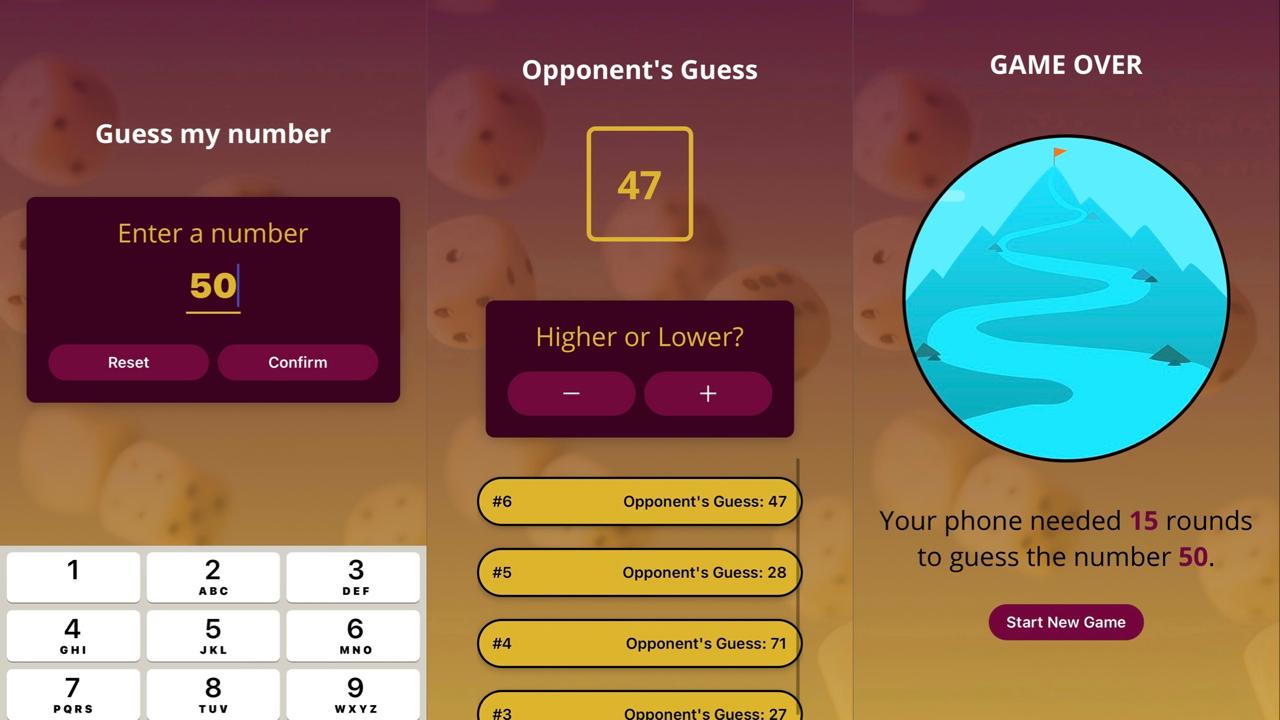 Guess my number
Enter a number
50
Reset
Confirm
1
2
ABC
3
DEF
4
GHI
5
JKL
6
MNO
7
PQRS
8
TUV
9
WXYZ
Opponent's Guess
47
Higher or Lower?
−
+
#6 Opponent's Guess: 47
#5 Opponent's Guess: 28
#4 Opponent's Guess: 71
#3 Opponent's Guess: 27
GAME OVER
Your phone needed 15 rounds
to guess the number 50.
Start New Game